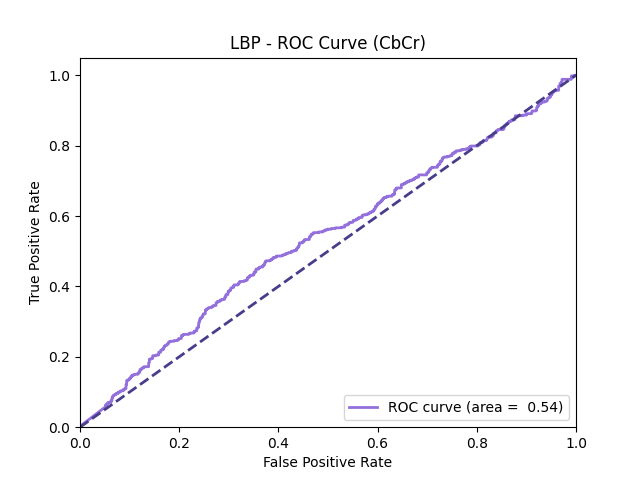 LBP - ROC Curve (CbCr)
True Positive Rate
1.0
0.8
0.6
0.4
0.2
0.0
ROC curve (area =  0.54)
0.0 0.2 0.4 0.6 0.8 1.0
False Positive Rate